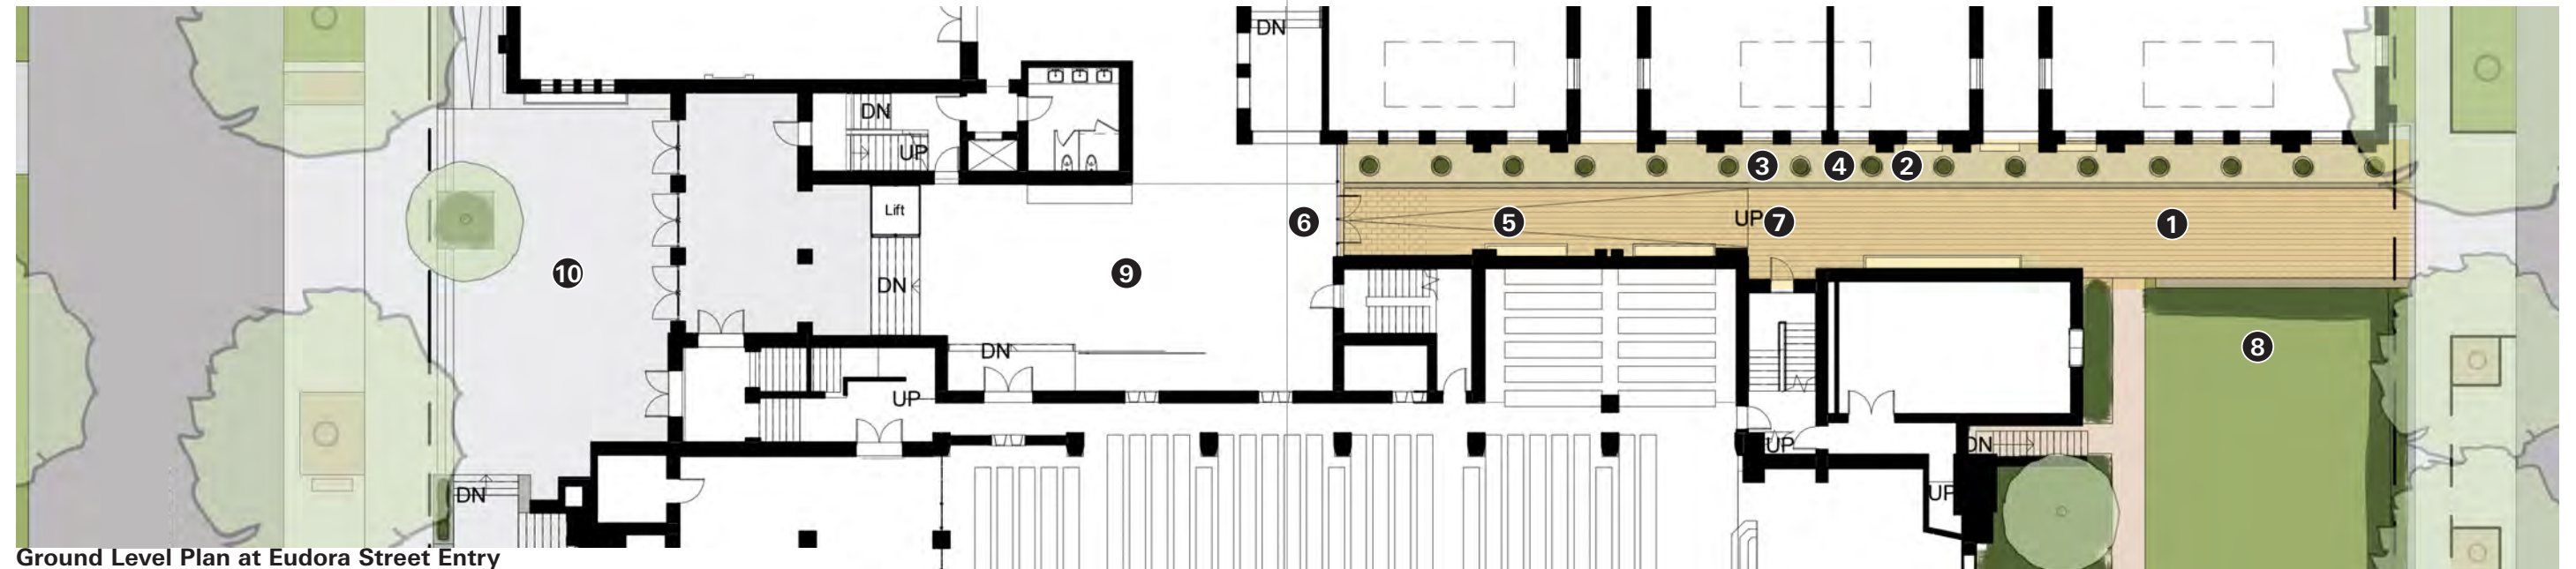 DN
DN
UP
3
4
2
Lift
6
5
UP
7
1
10
DN
9
DN
8
UP
UP
DN
DN
UP
Ground Level Plan at Eudora Street Entry